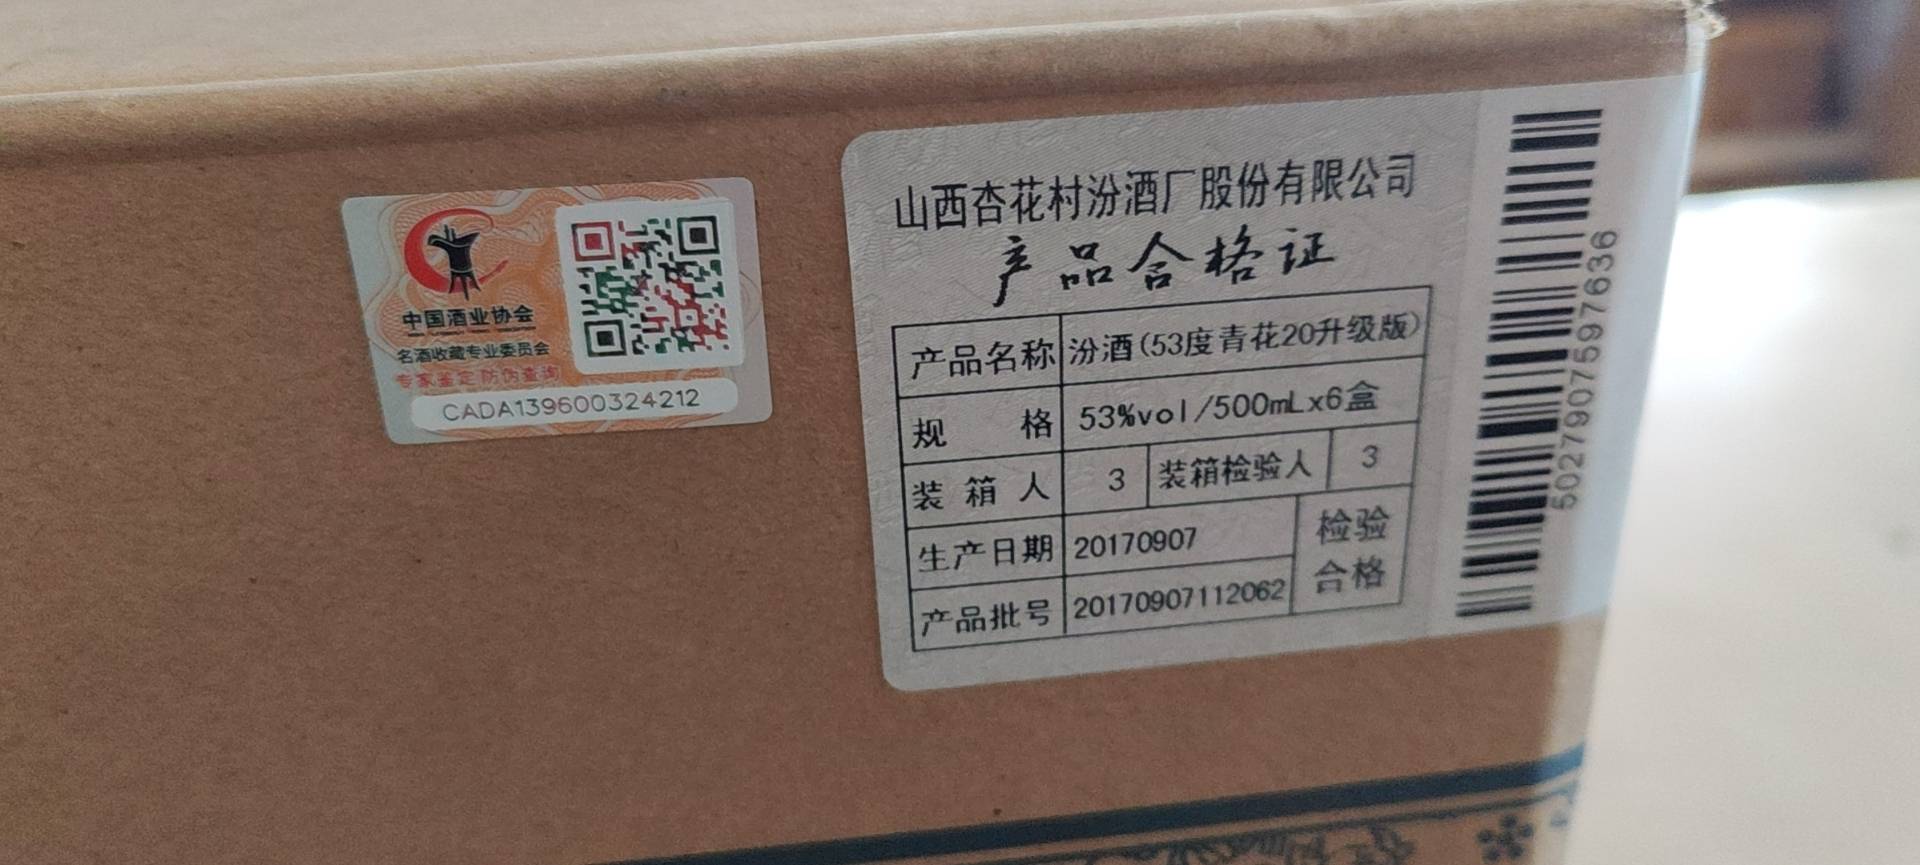 中国酒业协会
名酒收藏专业委员会
专家鉴定 防伪查询
CADA139600324212
山西杏花村汾酒厂股份有限公司
产品合格证
产品名称 汾酒(53度青花20升级版)
规 格 53%vol/500mLx6盒
装 箱 人 3 装箱检验人 3
生产日期 20170907 检验
产品批号 20170907112062 合格
502790759597636